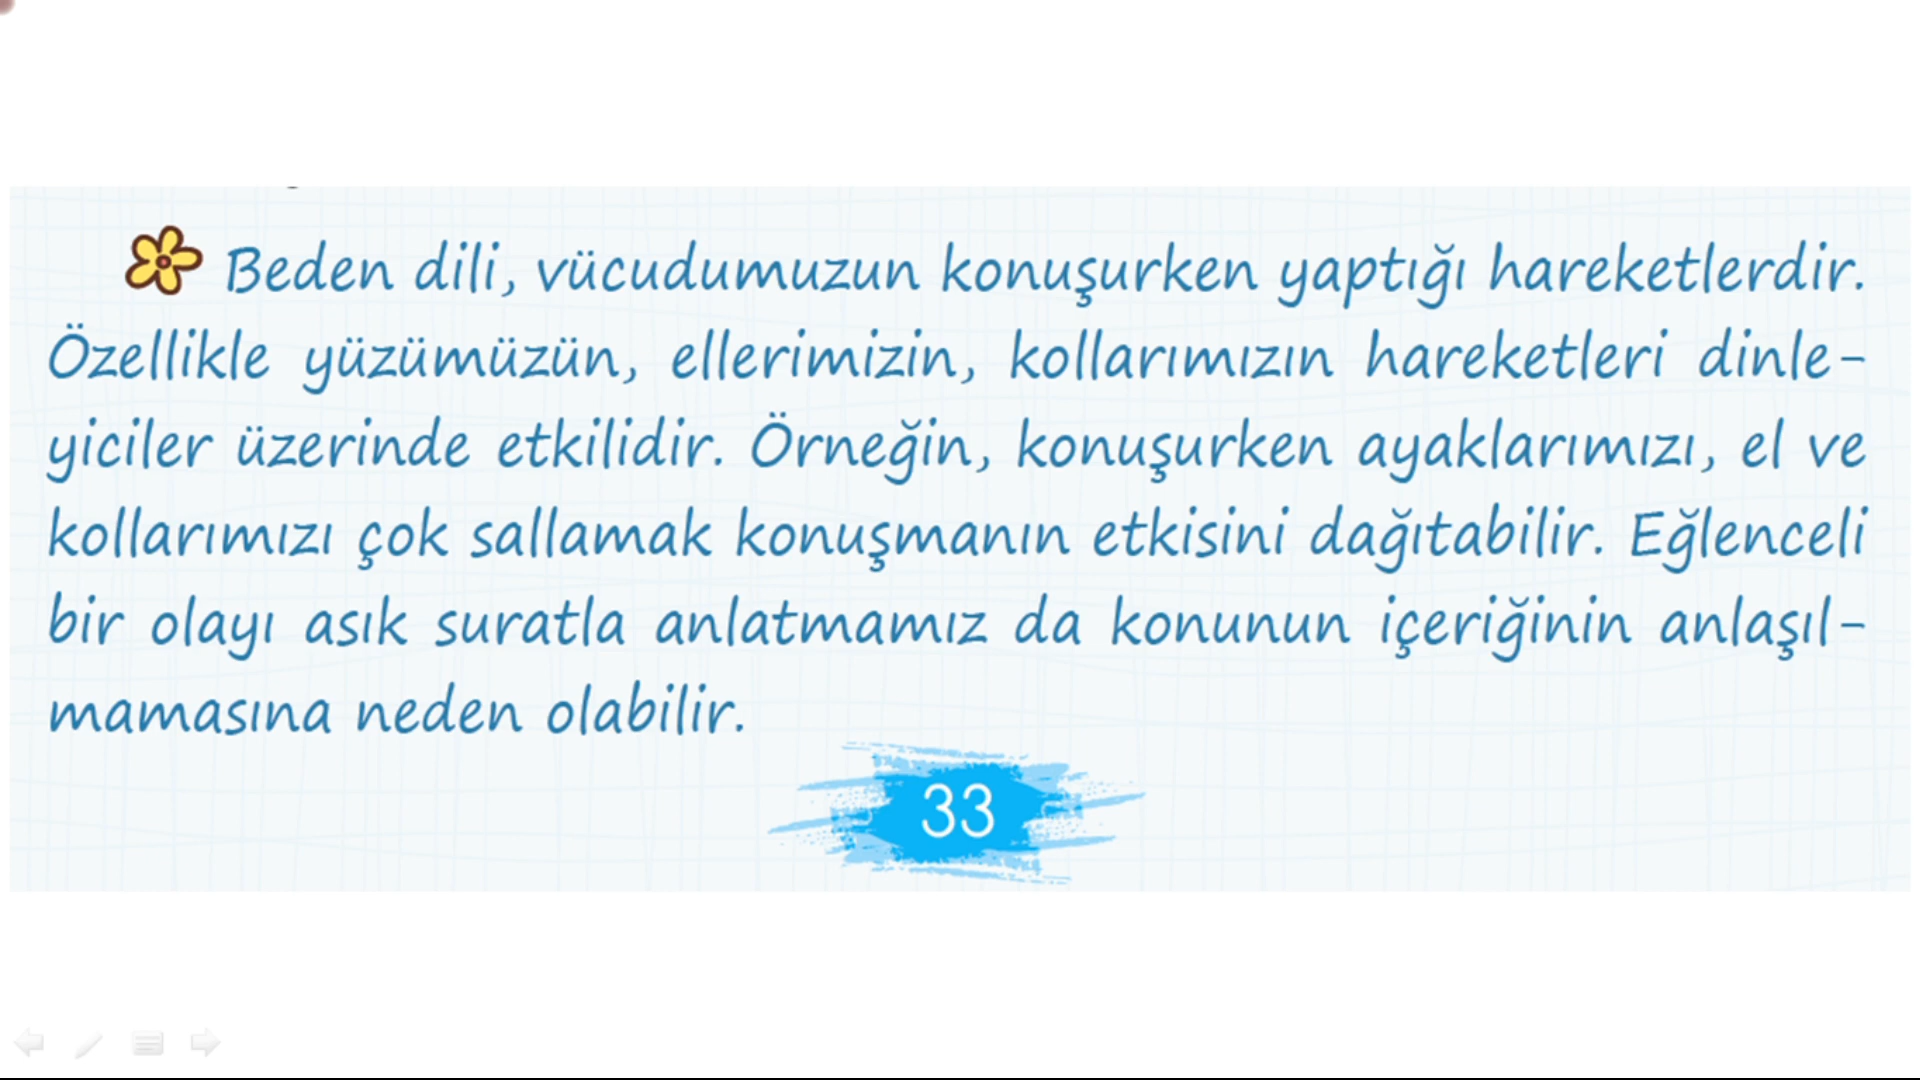 Beden dili, vücudumuzun konuşurken yaptığı hareketlerdir.
Özellikle yüzümüzün, ellerimizin, kollarımızın hareketleri dinle-
yiciler üzerinde etkilidir. Örneğin, konuşurken ayaklarımızı, el ve
kollarımızı çok sallamak konuşmanın etkisini dağıtabilir. Eğlenceli
bir olayı asık suratla anlatmamız da konunun içeriğinin anlaşıl-
mamasına neden olabilir.
33